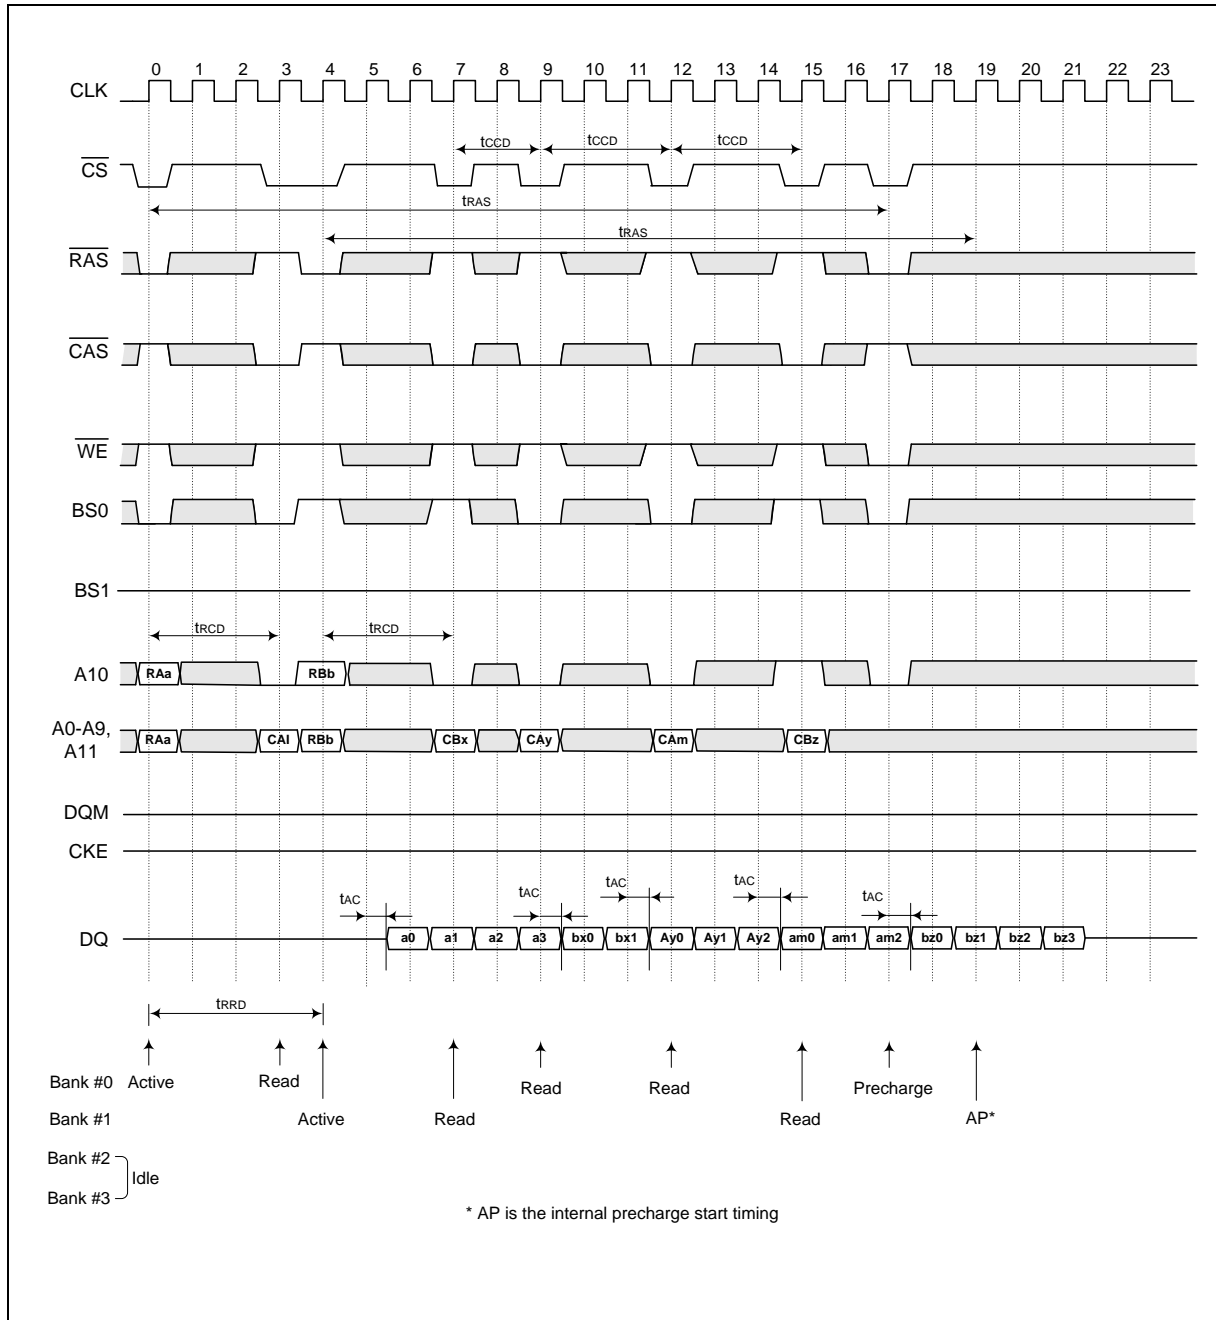 0 1 2 3 4 5 6 7 8 9 10 11 12 13 14 15 16 17 18 19 20 21 22 23
CLK
tCCD tCCD tCCD
CS
tRAS
tRAS
RAS
CAS
WE
BS0
BS1
tRCD tRCD
A10 RAa RBb
A0-A9,
A11
RAa CAI RBb CBx CAy CAm CBz
DQM
CKE
tAC tAC tAC tAC tAC
DQ a0 a1 a2 a3 bx0 bx1 Ay0 Ay1 Ay2 am0 am1 am2 bz0 bz1 bz2 bz3
tRRD
Bank #0 Active Read Read Read Precharge
Bank #1 Active Read Read AP*
Bank #2
Idle
Bank #3
* AP is the internal precharge start timing